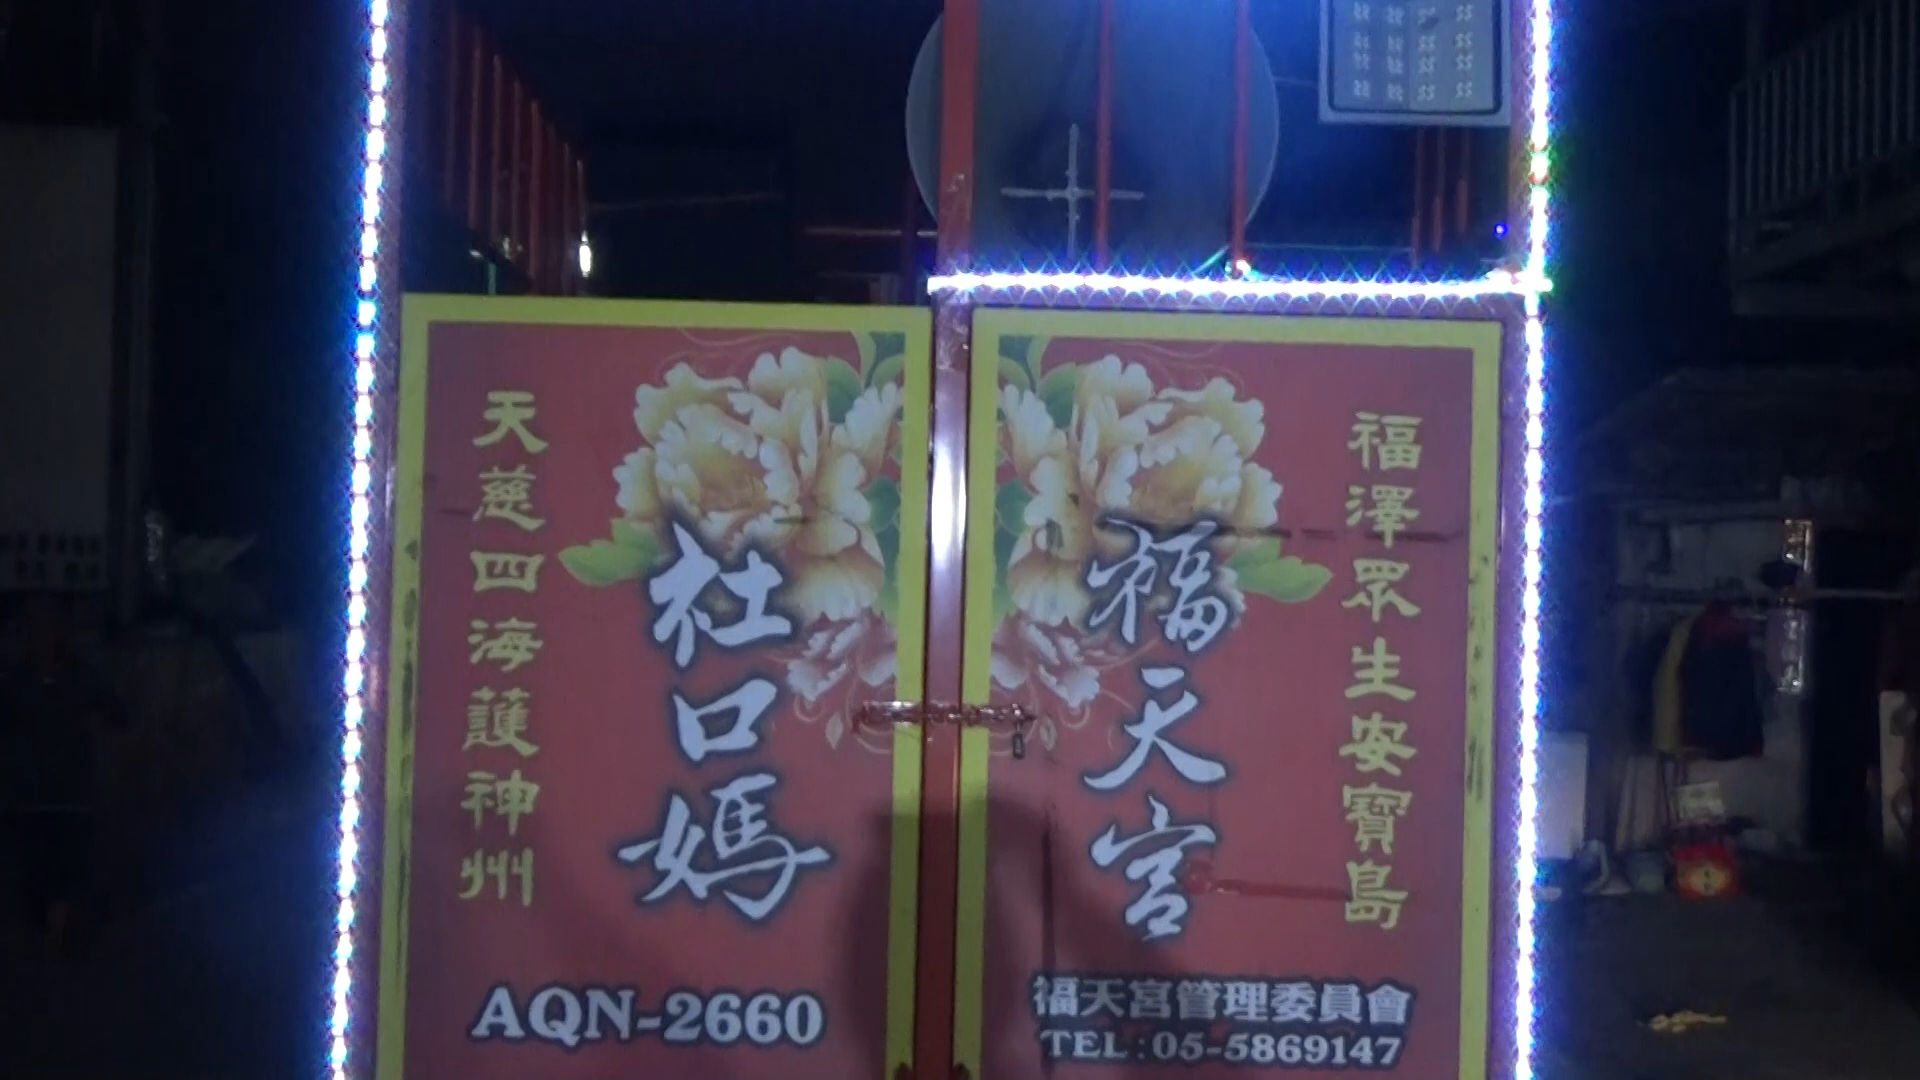 福澤眾生安寶島
福天宮
社口媽
天慈四海護神州
AQN-2660
福天宮管理委員會
TEL:05-5869147